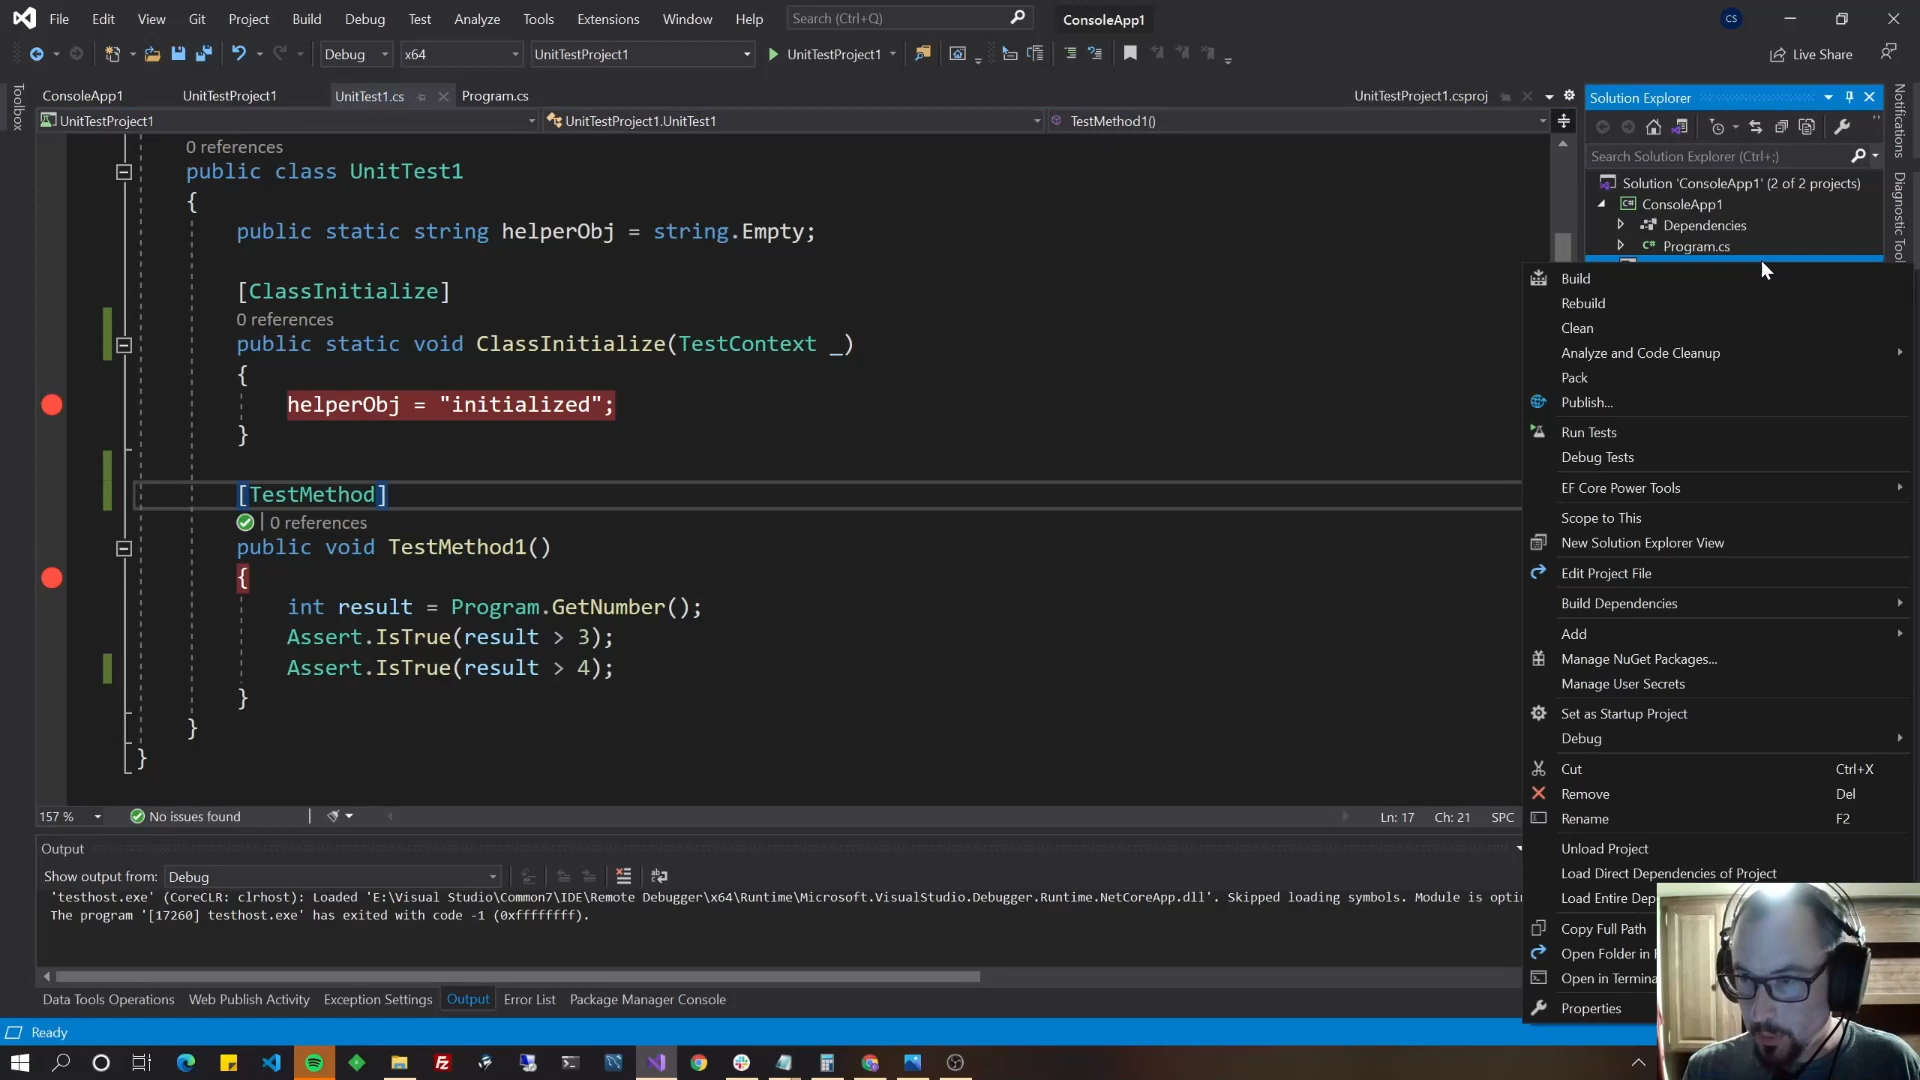 File Edit View Git Project Build Debug Test Analyze Tools Extensions Window Help Search (Ctrl+Q) ConsoleApp1 CS
Debug x64 UnitTestProject1 UnitTestProject1 Live Share
Toolbox
ConsoleApp1 UnitTestProject1 UnitTest1.cs Program.cs UnitTestProject1.csproj
UnitTestProject1 UnitTestProject1.UnitTest1 TestMethod1()
0 references
public class UnitTest1
{
public static string helperObj = string.Empty;
[ClassInitialize]
0 references
public static void ClassInitialize(TestContext _)
{
helperObj = "initialized";
}
[TestMethod]
0 references
public void TestMethod1()
{
int result = Program.GetNumber();
Assert.IsTrue(result > 3);
Assert.IsTrue(result > 4);
}
}
}
157 % No issues found Ln: 17 Ch: 21 SPC
Output
Show output from: Debug
'testhost.exe' (CoreCLR: clrhost): Loaded 'E:\Visual Studio\Common7\IDE\Remote Debugger\x64\Runtime\Microsoft.VisualStudio.Debugger.Runtime.NetCoreApp.dll'. Skipped loading symbols. Module is opti
The program '[17260] testhost.exe' has exited with code -1 (0xffffffff).
Data Tools Operations Web Publish Activity Exception Settings Output Error List Package Manager Console
Ready
Solution Explorer
Search Solution Explorer (Ctrl+;)
Solution 'ConsoleApp1' (2 of 2 projects)
ConsoleApp1
Dependencies
Program.cs
Notifications
Diagnostic Tool
Build
Rebuild
Clean
Analyze and Code Cleanup
Pack
Publish...
Run Tests
Debug Tests
EF Core Power Tools
Scope to This
New Solution Explorer View
Edit Project File
Build Dependencies
Add
Manage NuGet Packages...
Manage User Secrets
Set as Startup Project
Debug
Cut Ctrl+X
Remove Del
Rename F2
Unload Project
Load Direct Dependencies of Project
Load Entire Dep
Copy Full Path
Open Folder in
Open in Termina
Properties